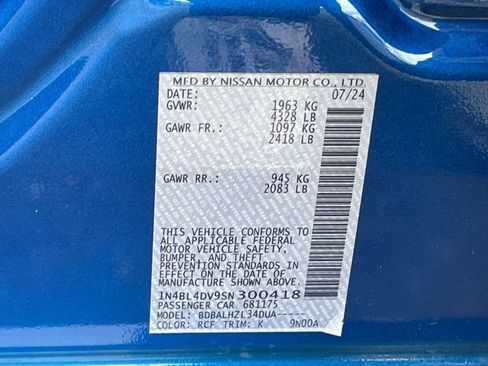 MFD BY NISSAN MOTOR CO., LTD.
DATE: 07/24
GVWR: 1963 KG
4328 LB
GAWR FR.: 1097 KG
2418 LB
GAWR RR.: 945 KG
2083 LB
THIS VEHICLE CONFORMS TO
ALL APPLICABLE FEDERAL
MOTOR VEHICLE SAFETY,
BUMPER, AND THEFT
PREVENTION STANDARDS IN
EFFECT ON THE DATE OF
MANUFACTURE SHOWN ABOVE.
1N4BL4DV9SN300418
PASSENGER CAR 681175
MODEL: BDBALHZL34DUA-----
COLOR: RCF TRIM: K 9N00A